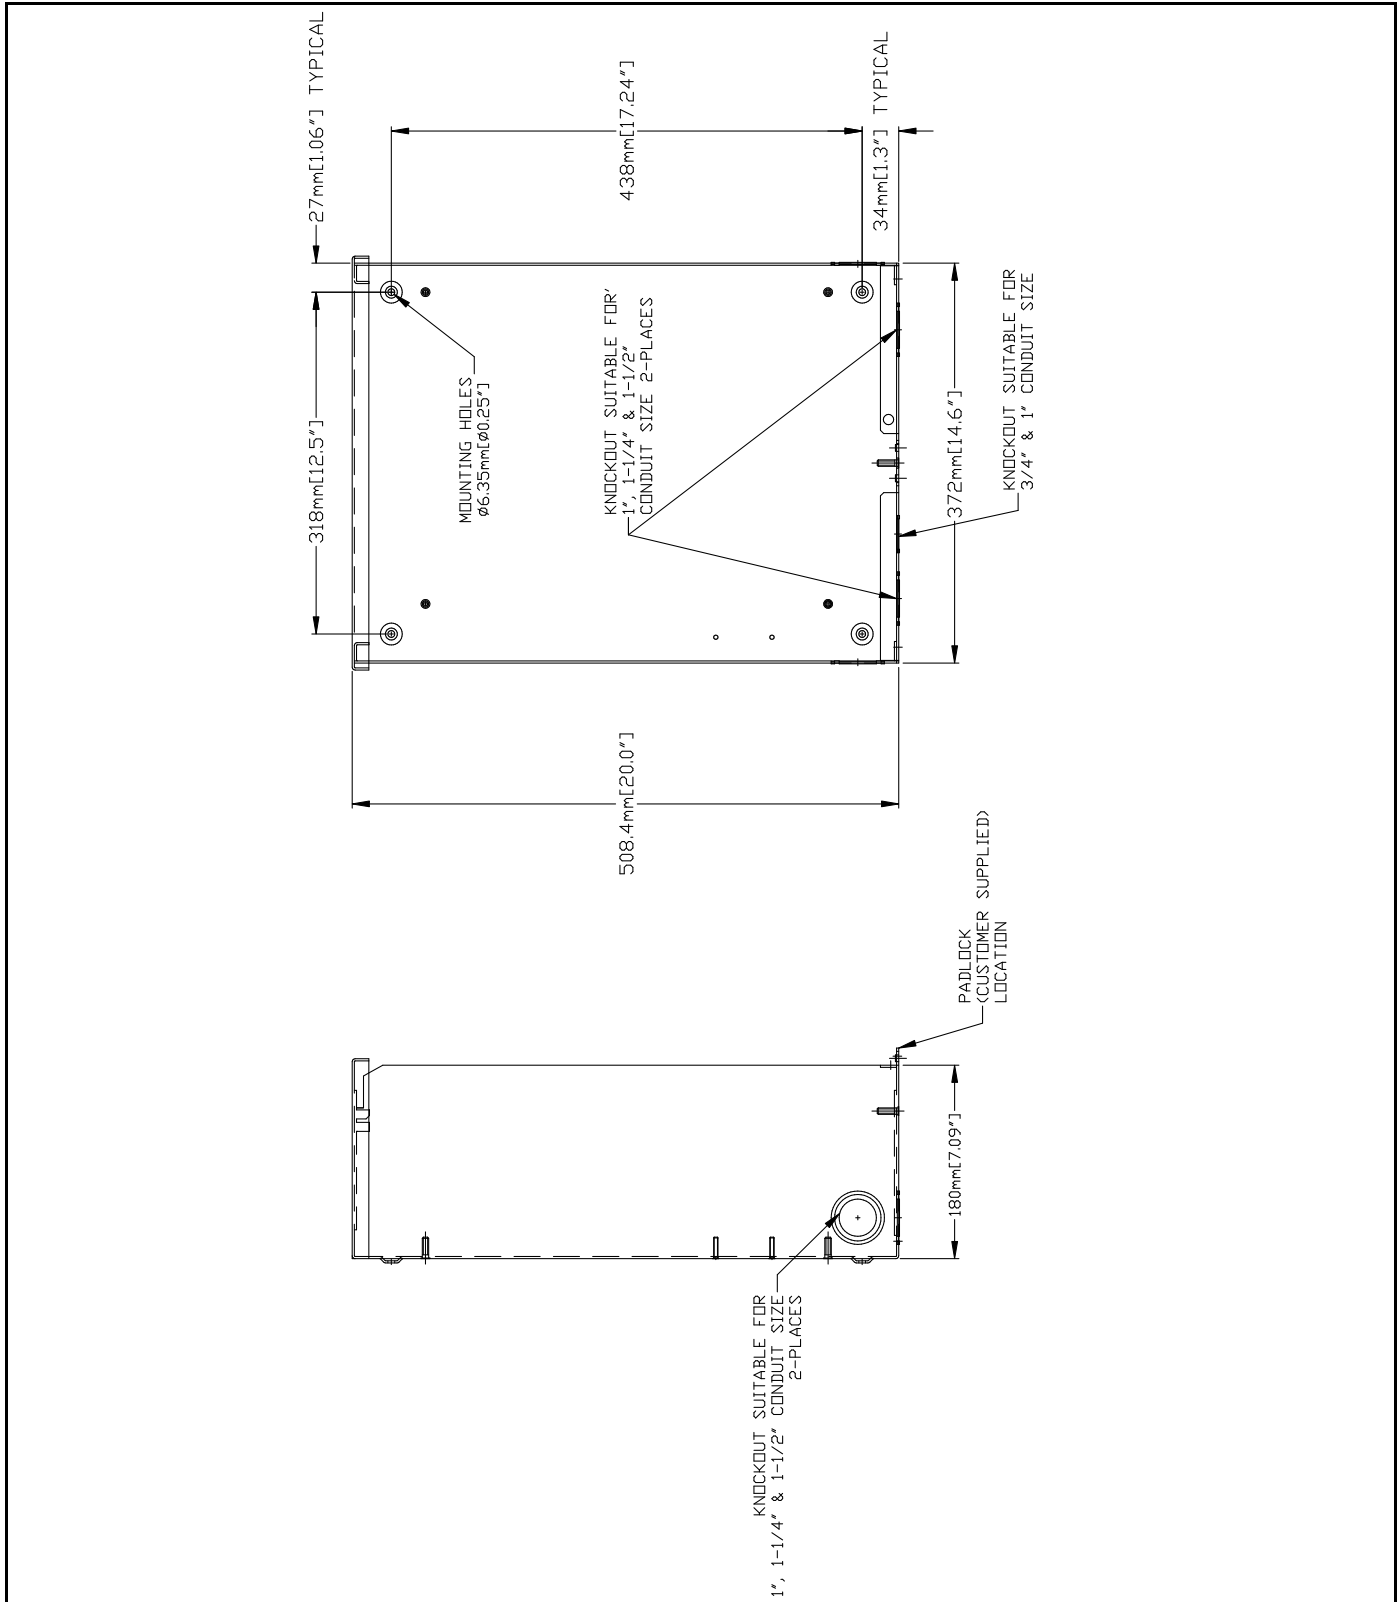 27mm[1.06"] TYPICAL
318mm[12.5"]
438mm[17.24"]
34mm[1.3"] TYPICAL
MOUNTING HOLES
ø6.35mm[ø0.25"]
KNOCKOUT SUITABLE FOR'
1", 1-1/4" & 1-1/2"
CONDUIT SIZE 2-PLACES
372mm[14.6"]
KNOCKOUT SUITABLE FOR
3/4" & 1" CONDUIT SIZE
508.4mm[20.0"]
PADLOCK
(CUSTOMER SUPPLIED)
LOCATION
180mm[7.09"]
KNOCKOUT SUITABLE FOR
1", 1-1/4" & 1-1/2" CONDUIT SIZE
2-PLACES